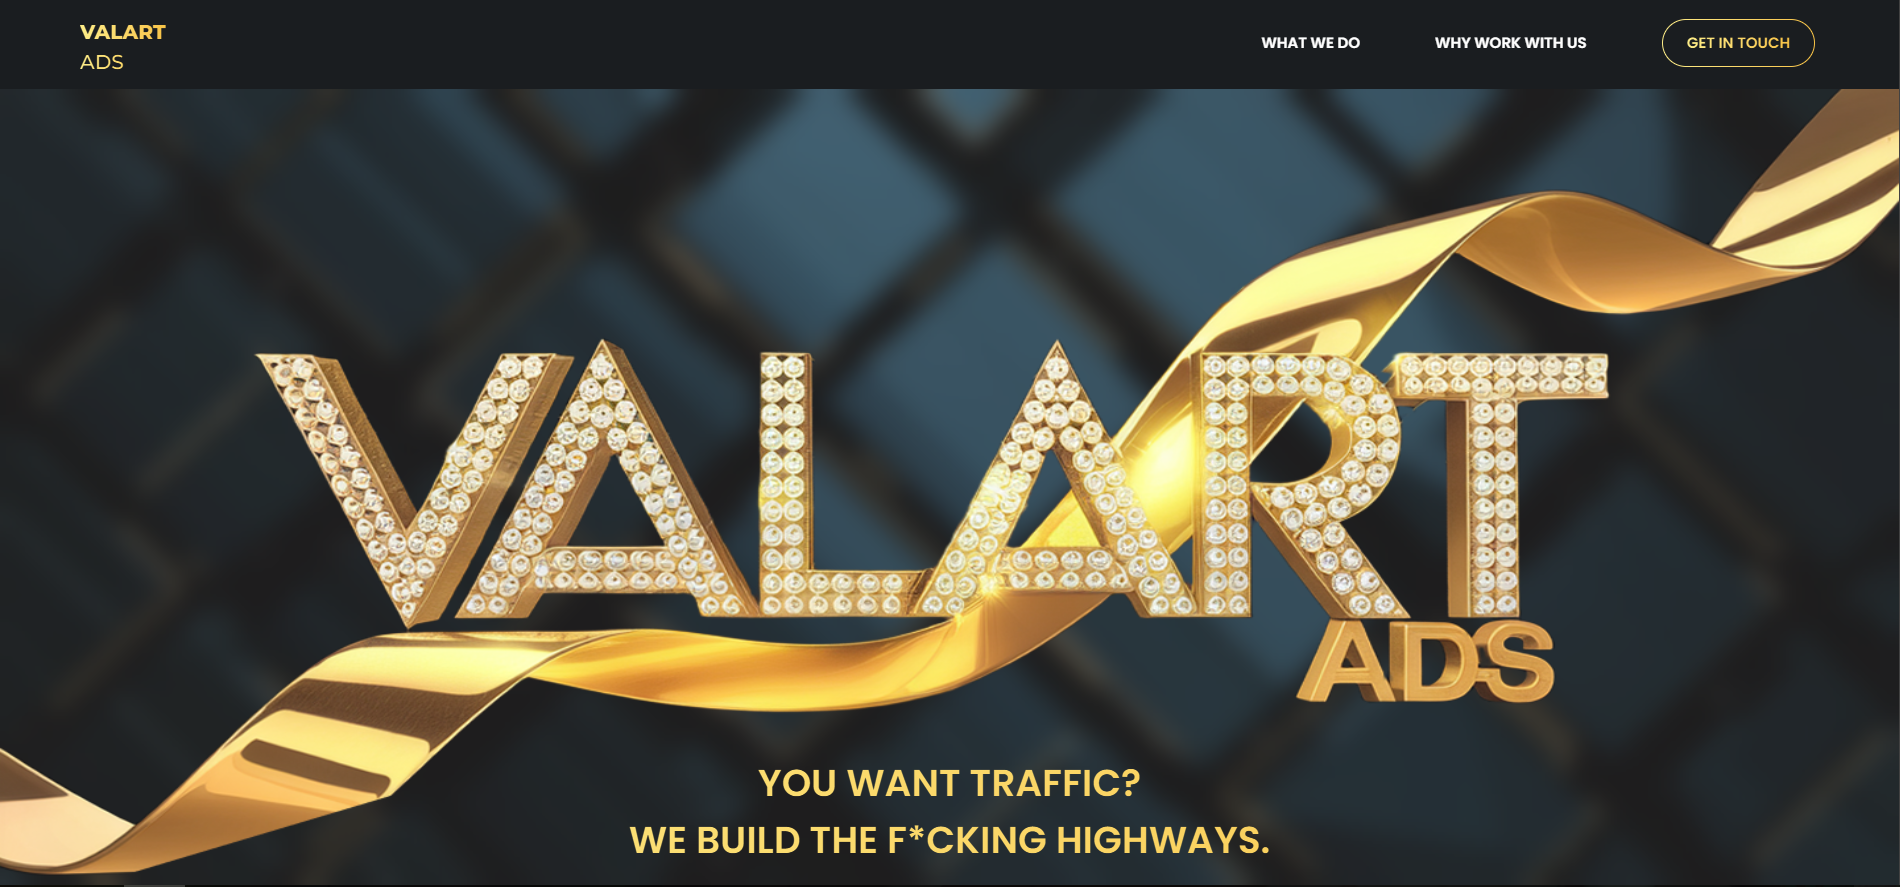 VALART
ADS
WHAT WE DO
WHY WORK WITH US
GET IN TOUCH
VALART
ADS
YOU WANT TRAFFIC?
WE BUILD THE F*CKING HIGHWAYS.